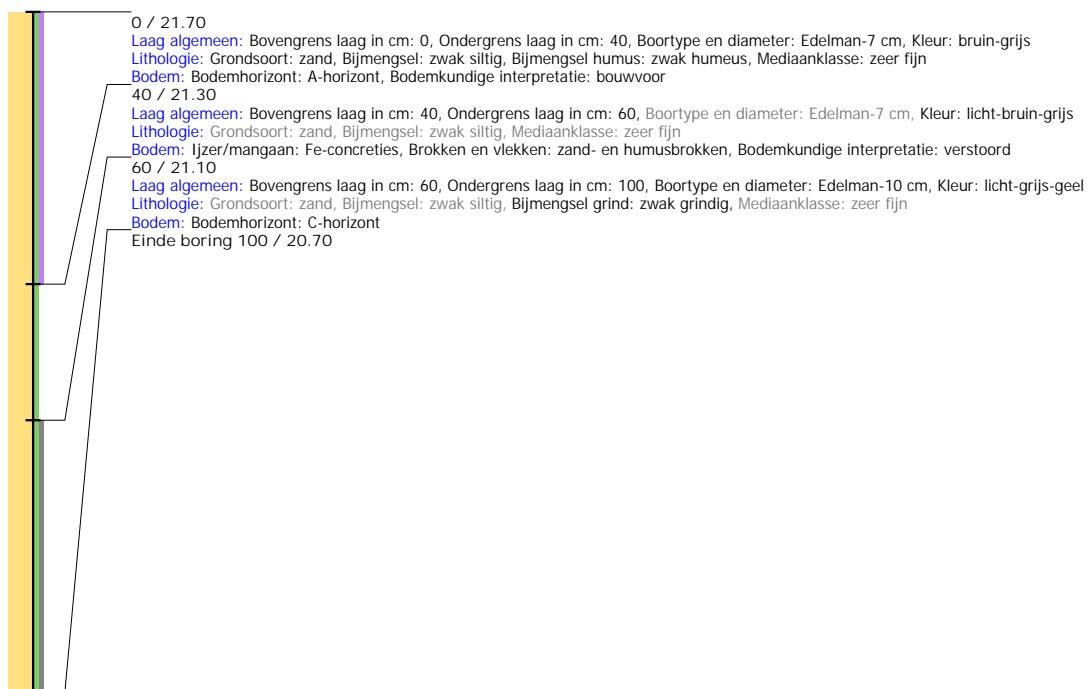 0 / 21.70
Laag algemeen: Bovengrens laag in cm: 0, Ondergrens laag in cm: 40, Boortype en diameter: Edelman-7 cm, Kleur: bruin-grijs
Lithologie: Grondsoort: zand, Bijmengsel: zwak siltig, Bijmengsel humus: zwak humeus, Mediaanklasse: zeer fijn
Bodem: Bodemhorizont: A-horizont, Bodemkundige interpretatie: bouwvoor
40 / 21.30
Laag algemeen: Bovengrens laag in cm: 40, Ondergrens laag in cm: 60, Boortype en diameter: Edelman-7 cm, Kleur: licht-bruin-grijs
Lithologie: Grondsoort: zand, Bijmengsel: zwak siltig, Mediaanklasse: zeer fijn
Bodem: Ijzer/mangaan: Fe-concreties, Brokken en vlekken: zand- en humusbrokken, Bodemkundige interpretatie: verstoord
60 / 21.10
Laag algemeen: Bovengrens laag in cm: 60, Ondergrens laag in cm: 100, Boortype en diameter: Edelman-10 cm, Kleur: licht-grijs-geel
Lithologie: Grondsoort: zand, Bijmengsel: zwak siltig, Bijmengsel grind: zwak grindig, Mediaanklasse: zeer fijn
Bodem: Bodemhorizont: C-horizont
Einde boring 100 / 20.70